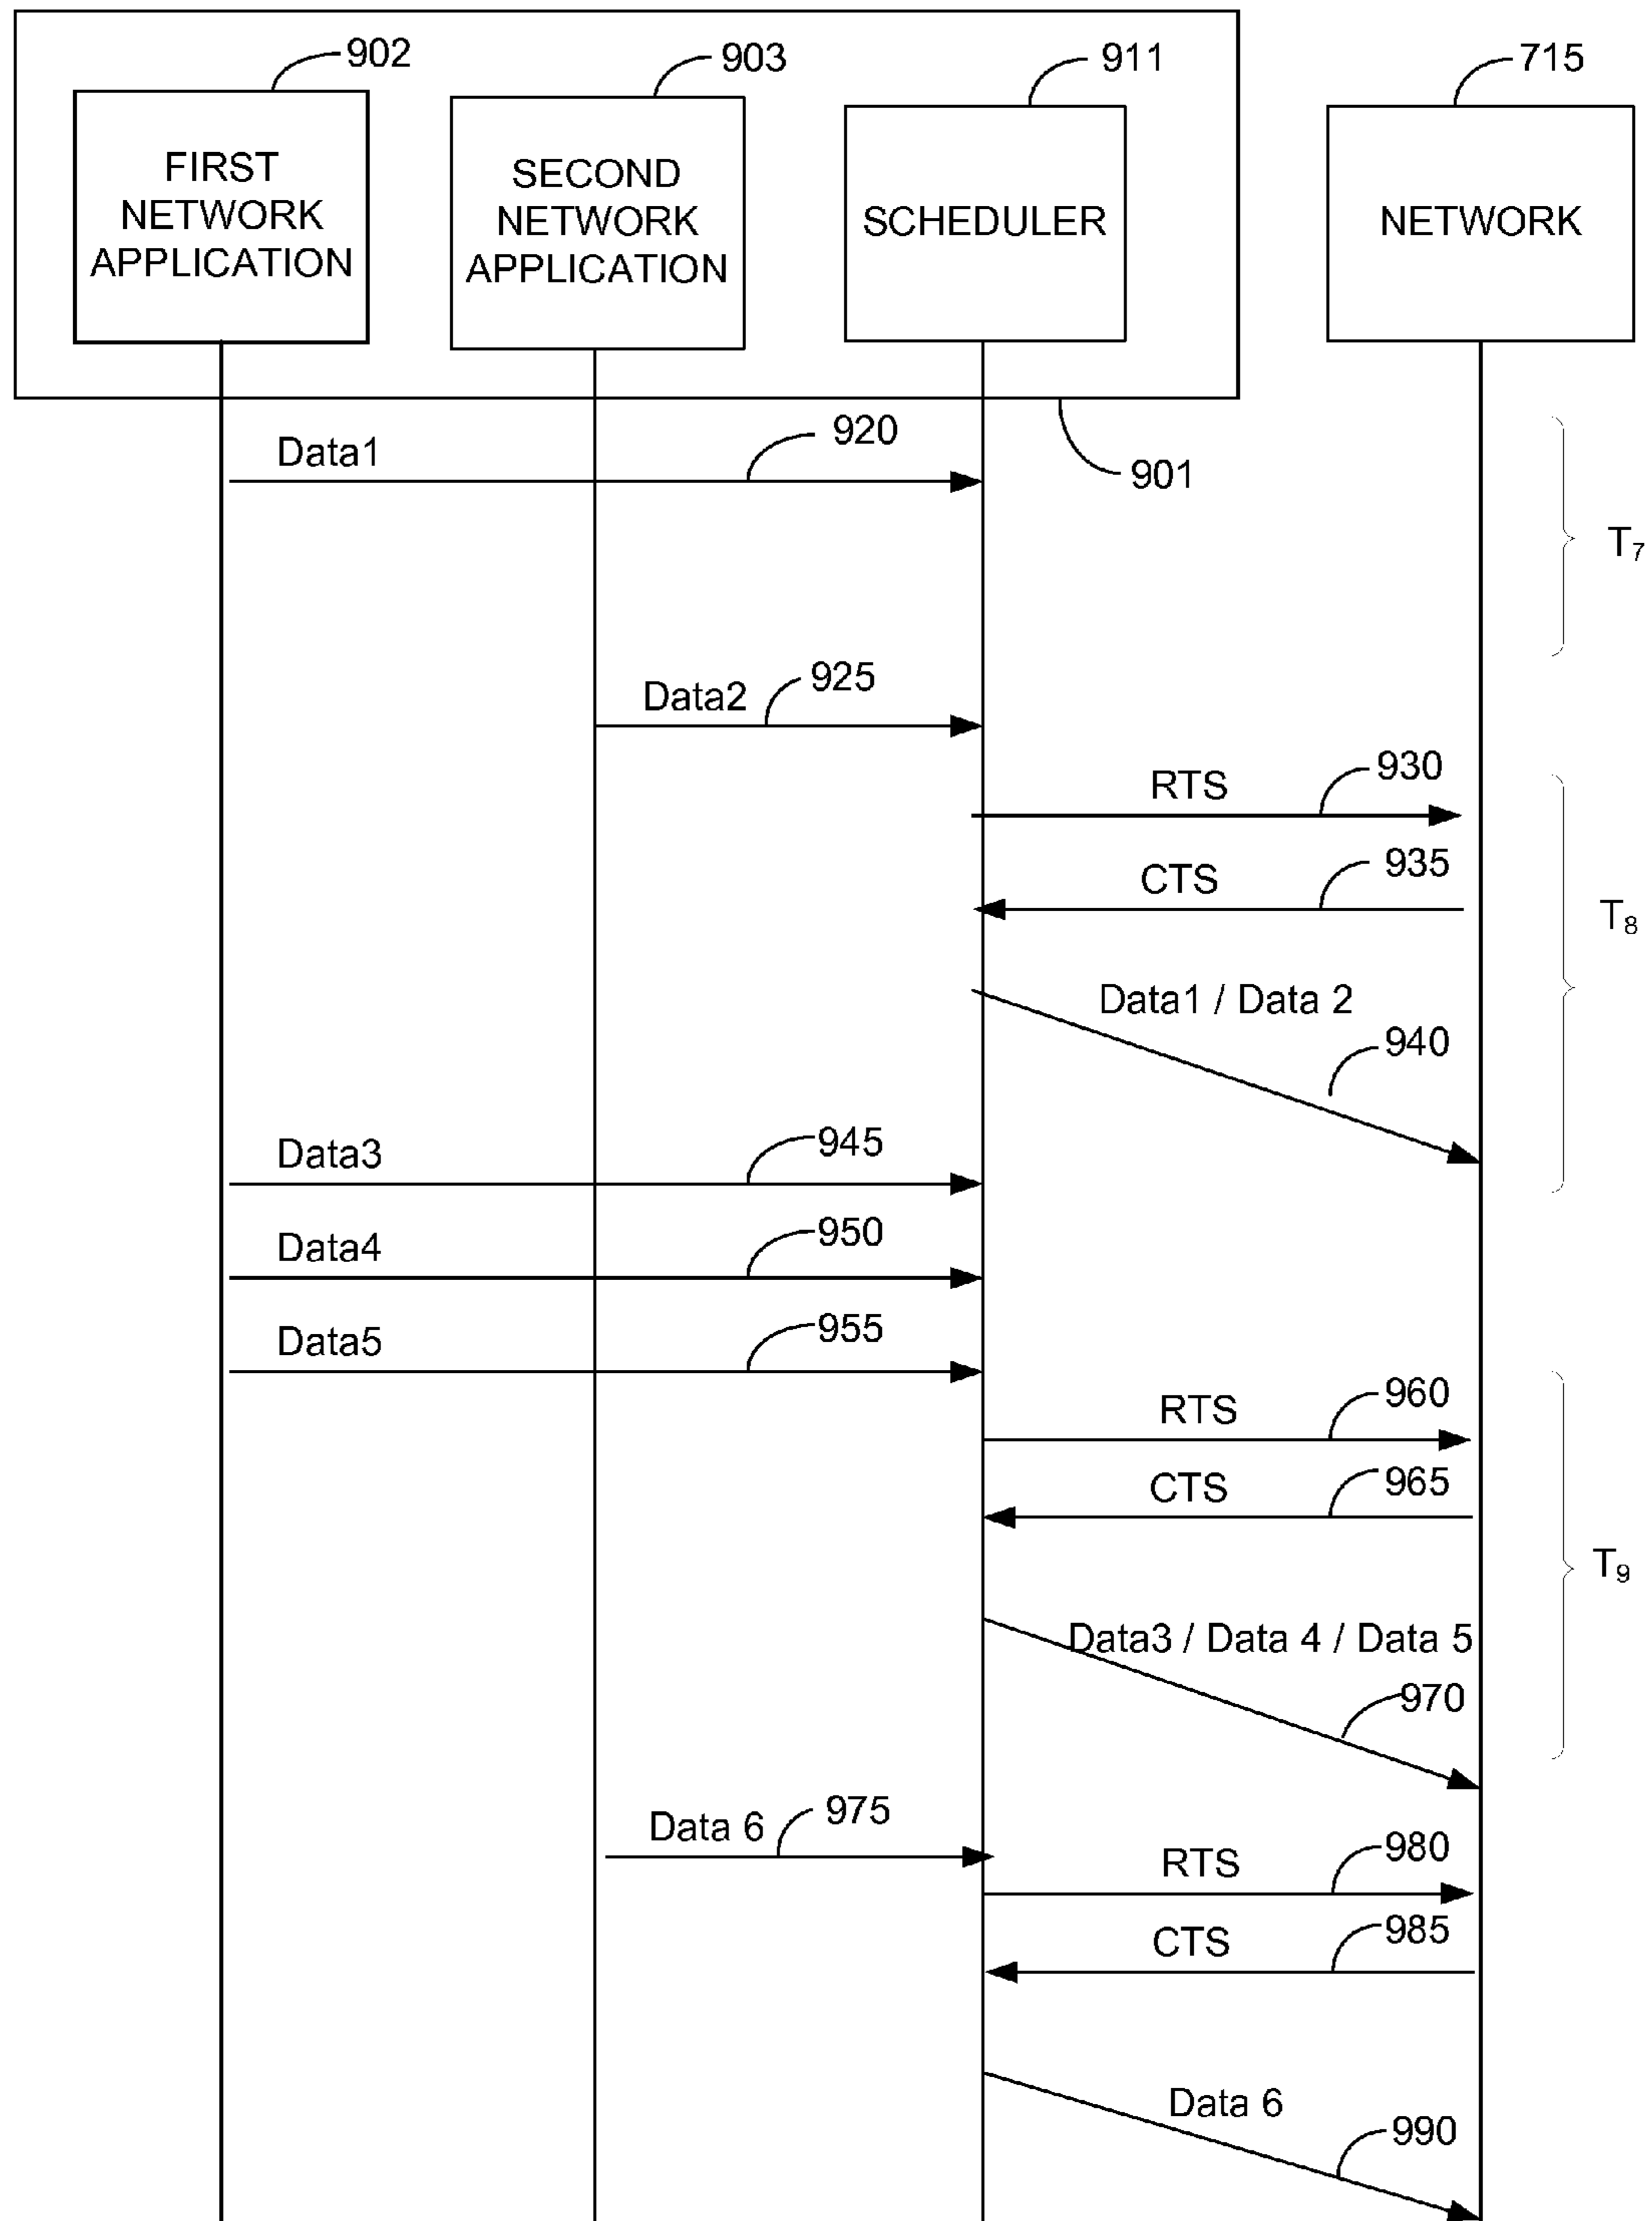 902
903
911
715
FIRST
NETWORK
APPLICATION
SECOND
NETWORK
APPLICATION
SCHEDULER
NETWORK
901
Data1
920
T7
Data2
925
RTS
930
CTS
935
T8
Data1 / Data 2
940
Data3
945
Data4
950
Data5
955
RTS
960
CTS
965
T9
Data3 / Data 4 / Data 5
970
Data 6
975
RTS
980
CTS
985
Data 6
990